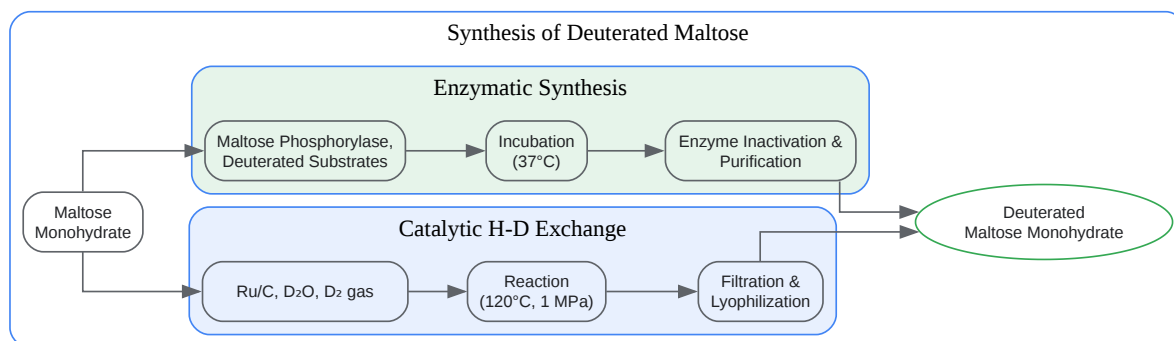 Synthesis of Deuterated Maltose
Enzymatic Synthesis
Maltose Phosphorylase,
Deuterated Substrates
Incubation
(37°C)
Enzyme Inactivation &
Purification
Maltose
Monohydrate
Deuterated
Maltose Monohydrate
Catalytic H-D Exchange
Ru/C, D₂O, D₂ gas
Reaction
(120°C, 1 MPa)
Filtration &
Lyophilization